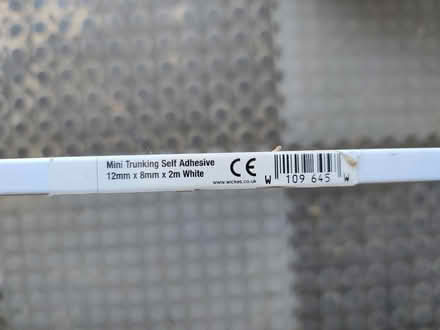 Mini Trunking Self Adhesive
12mm x 8mm x 2m White
CE
www.wickes.co.uk
W 109 645 W